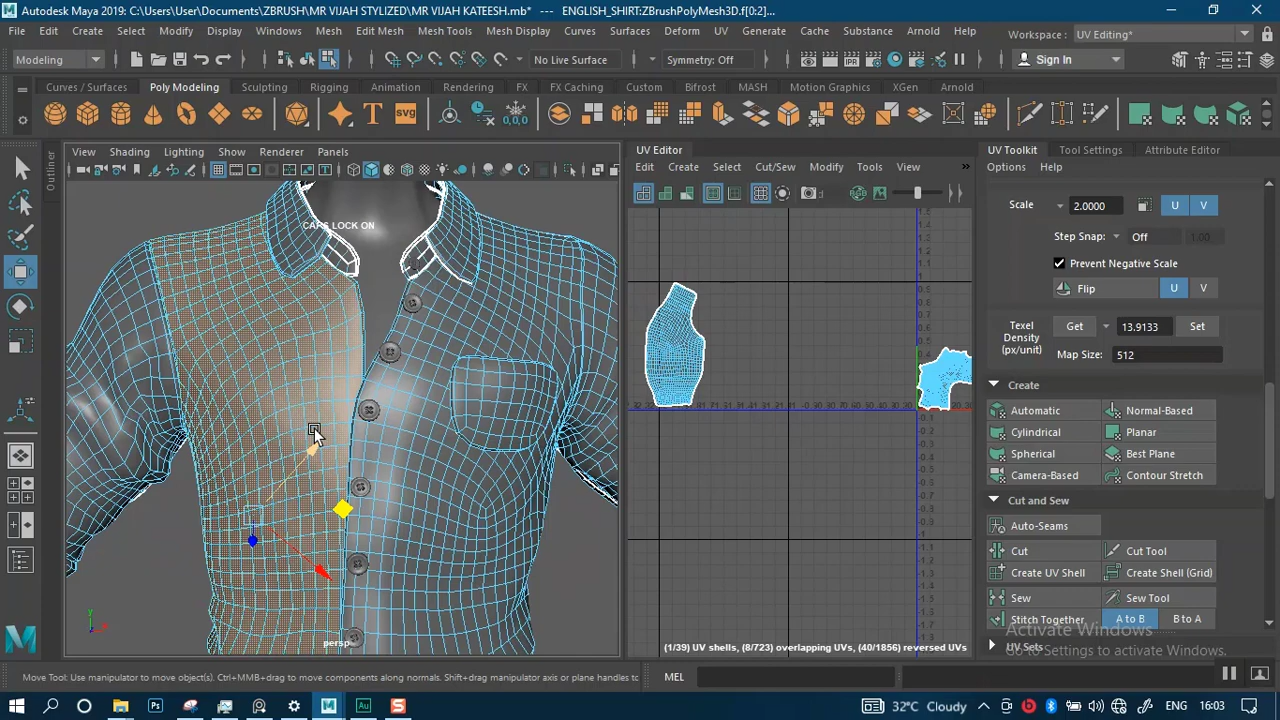 Autodesk Maya 2019: C:\Users\User\Documents\ZBRUSH\MR VIJAH STYLIZED\MR VIJAH KATEESH.mb* --- ENGLISH_SHIRT:ZBrushPolyMesh3D.f[0:2]...
File Edit Create Select Modify Display Windows Mesh Edit Mesh Mesh Tools Mesh Display Curves Surfaces Deform UV Generate Cache Substance Arnold Help Workspace : UV Editing*
Modeling No Live Surface Symmetry: Off Sign In
Curves / Surfaces Poly Modeling Sculpting Rigging Animation Rendering FX FX Caching Custom Bifrost MASH Motion Graphics XGen Arnold
svg 0,0,0
Outliner
View Shading Lighting Show Renderer Panels
CAPS LOCK ON
persp
UV Editor
Edit Create Select Cut/Sew Modify Tools View
(1/39) UV shells, (8/723) overlapping UVs, (40/1856) reversed UVs
UV Toolkit Tool Settings Attribute Editor
Options Help
Scale 2.0000 U V
Step Snap: Off 1.00
Prevent Negative Scale
Flip U V
Texel Density (px/unit) Get 13.9133 Set
Map Size: 512
Create
Automatic Normal-Based
Cylindrical Planar
Spherical Best Plane
Camera-Based Contour Stretch
Cut and Sew
Auto-Seams
Cut Cut Tool
Create UV Shell Create Shell (Grid)
Sew Sew Tool
Stitch Together A to B B to A
UV Sets
Activate Windows
Go to Settings to activate Windows.
Move Tool: Use manipulator to move object(s). Ctrl+MMB+drag to move components along normals. Shift+drag manipulator axis or plane handles to
MEL
Ps Au S 32°C Cloudy ENG 16:03